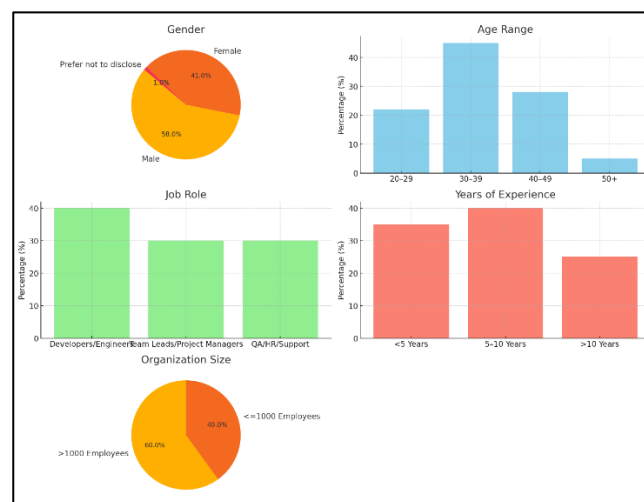 Gender
Female
Prefer not to disclose
1.0%
41.0%
58.0%
Male
Age Range
Percentage (%)
40
30
20
10
0
20–29
30–39
40–49
50+
Job Role
Percentage (%)
40
30
20
10
0
Developers/Engineers
Team Leads/Project Managers
QA/HR/Support
Years of Experience
Percentage (%)
40
30
20
10
0
<5 Years
5–10 Years
>10 Years
Organization Size
<=1000 Employees
40.0%
60.0%
>1000 Employees